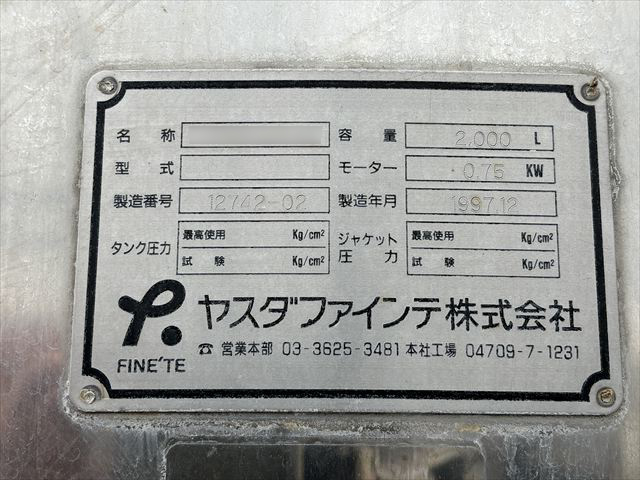 名称 容量 2,000 L
型式 モーター 0.75 KW
製造番号 12742-02 製造年月 1997.12
タンク圧力 最高使用 Kg/cm² ジャケット圧力 最高使用 Kg/cm²
試験 Kg/cm² 試験 Kg/cm²
ヤスダファインテ株式会社
FINE'TE ☎ 営業本部 03-3625-3481 本社工場 04709-7-1231